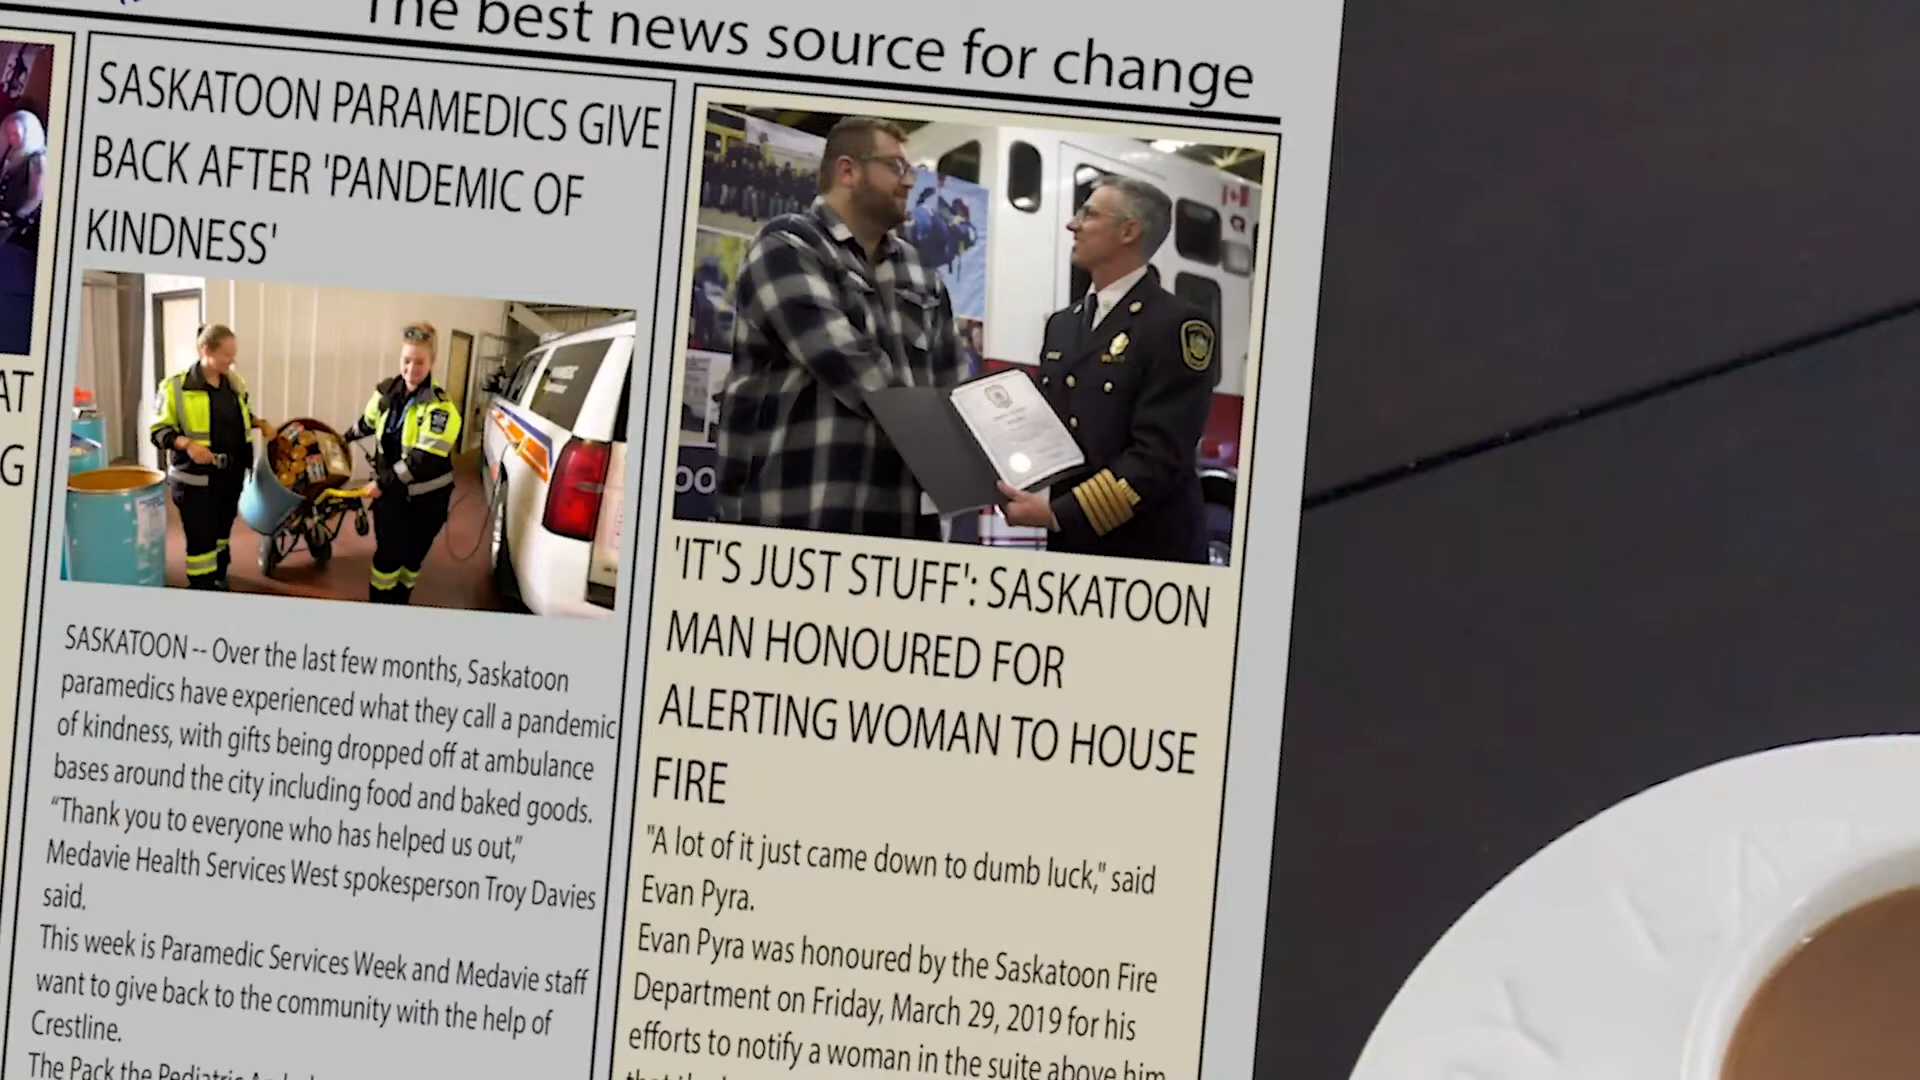 The best news source for change
AT
G
SASKATOON PARAMEDICS GIVE
BACK AFTER 'PANDEMIC OF
KINDNESS'
SASKATOON -- Over the last few months, Saskatoon
paramedics have experienced what they call a pandemic
of kindness, with gifts being dropped off at ambulance
bases around the city including food and baked goods.
“Thank you to everyone who has helped us out,”
Medavie Health Services West spokesperson Troy Davies
said.
This week is Paramedic Services Week and Medavie staff
want to give back to the community with the help of
Crestline.
The Pack the Pediatric
'IT'S JUST STUFF': SASKATOON
MAN HONOURED FOR
ALERTING WOMAN TO HOUSE
FIRE
"A lot of it just came down to dumb luck," said
Evan Pyra.
Evan Pyra was honoured by the Saskatoon Fire
Department on Friday, March 29, 2019 for his
efforts to notify a woman in the suite above him